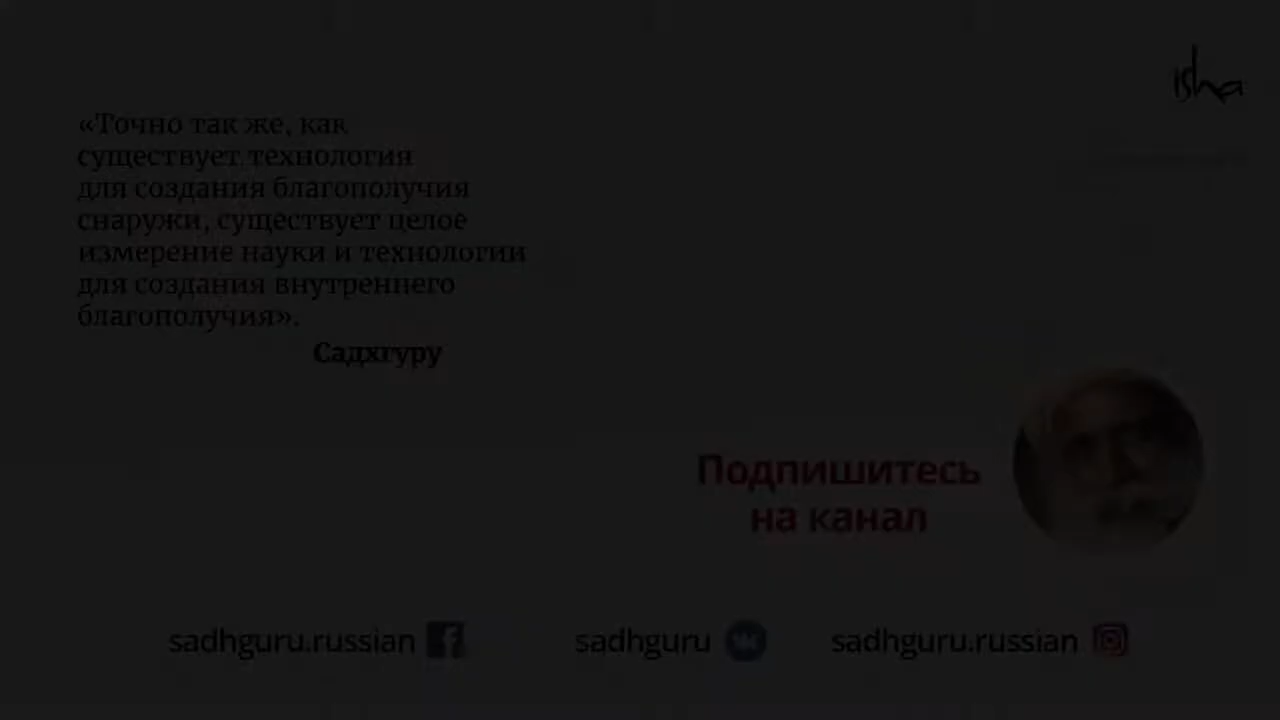 isha
«Точно так же, как
существует технология
для создания благополучия
снаружи, существует целое
измерение науки и технологии
для создания внутреннего
благополучия».
Садхгуру
Подпишитесь
на канал
sadhguru.russian
sadhguru
sadhguru.russian